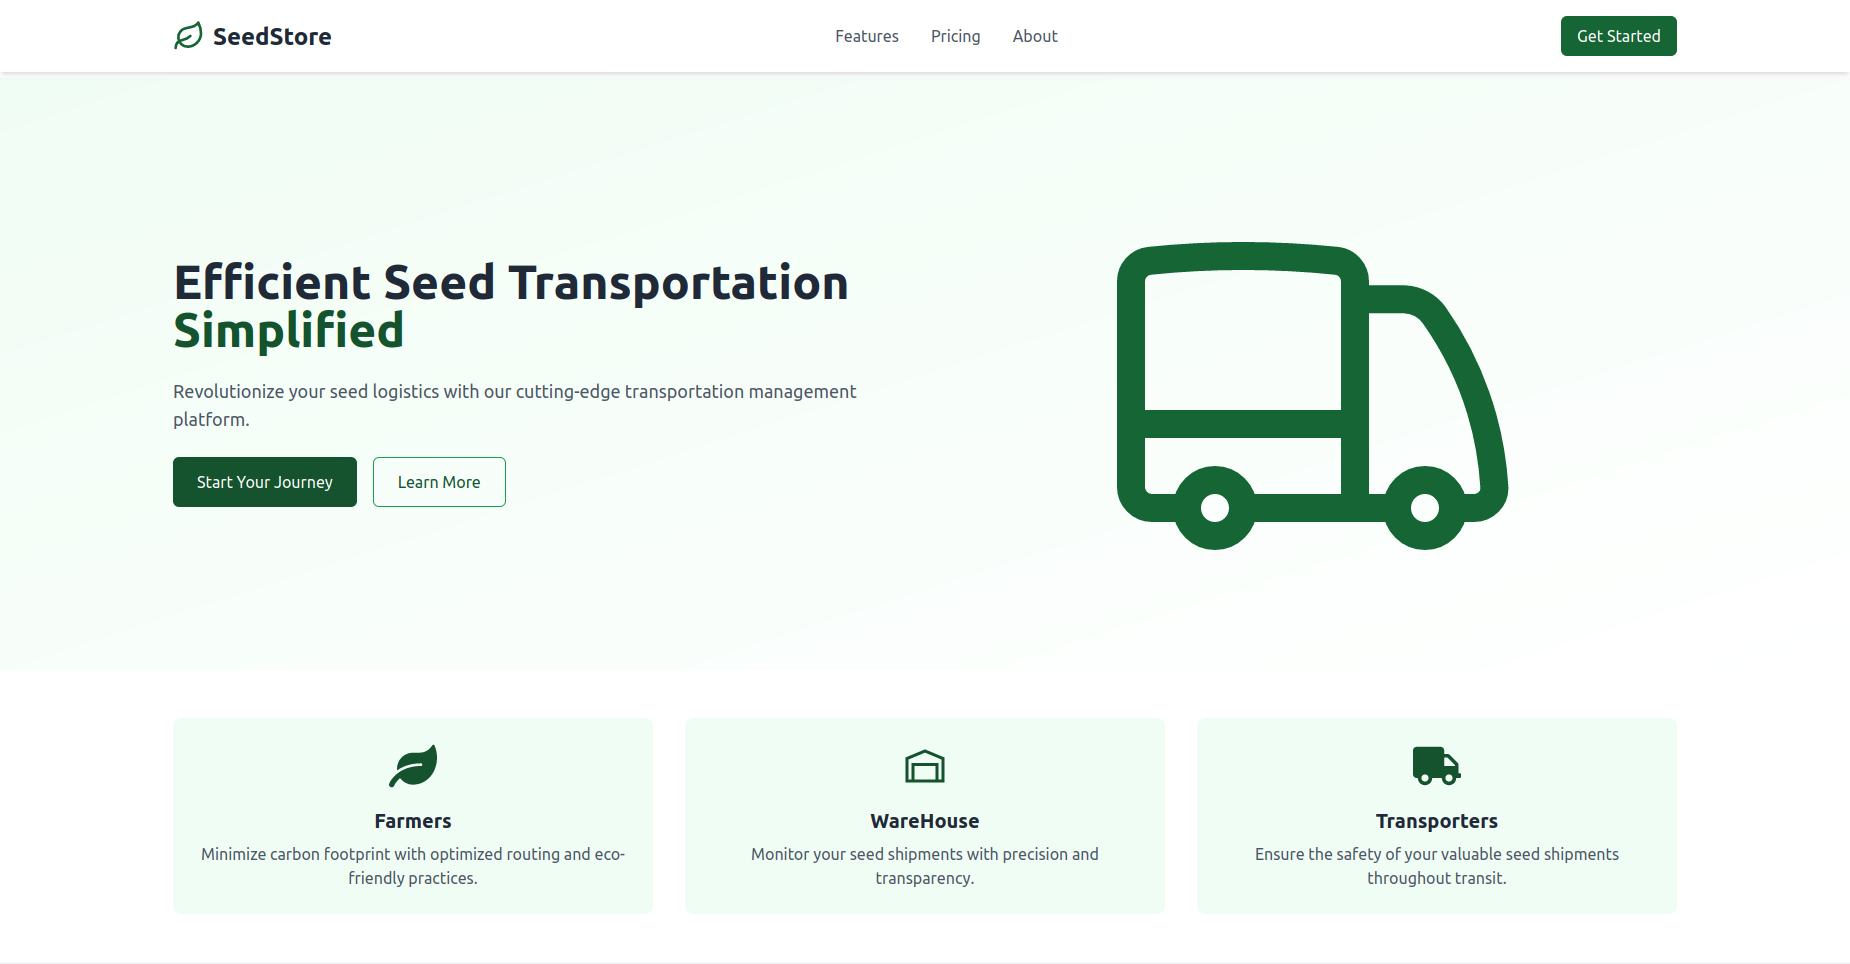 SeedStore
Features
Pricing
About
Get Started
Efficient Seed Transportation
Simplified
Revolutionize your seed logistics with our cutting-edge transportation management
platform.
Start Your Journey
Learn More
Farmers
Minimize carbon footprint with optimized routing and eco-
friendly practices.
WareHouse
Monitor your seed shipments with precision and
transparency.
Transporters
Ensure the safety of your valuable seed shipments
throughout transit.